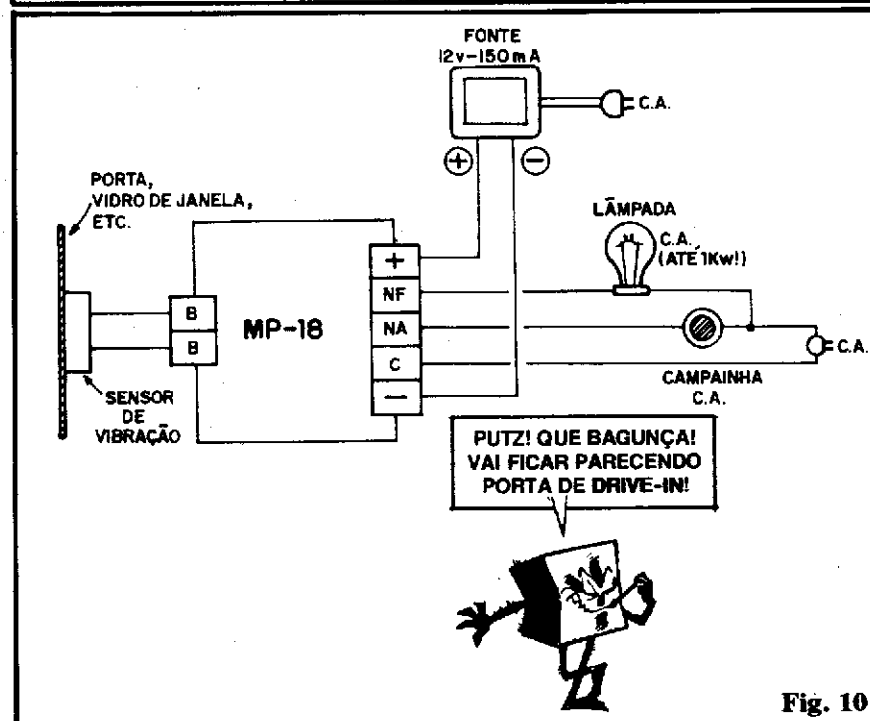 FONTE
12v-150mA
C.A.
+
−
PORTA,
VIDRO DE JANELA,
ETC.
LÂMPADA
C.A.
(ATÉ 1Kw!)
+
B
NF
MP-18
NA
B
C
C.A.
CAMPAINHA
C.A.
−
SENSOR
DE
VIBRAÇÃO
PUTZ! QUE BAGUNÇA!
VAI FICAR PARECENDO
PORTA DE DRIVE-IN!
Fig. 10